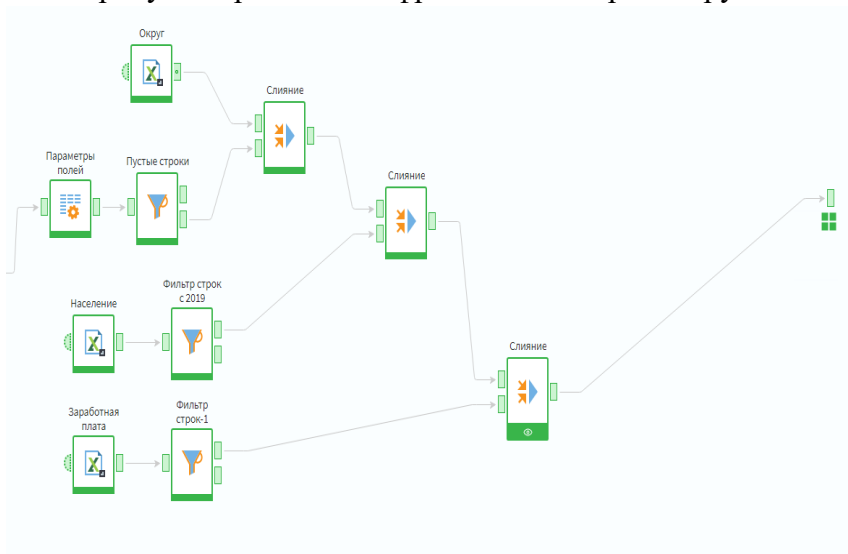 Округ
Слияние
Параметры
полей
Пустые строки
Слияние
Население
Фильтр строк
с 2019
Слияние
Заработная
плата
Фильтр
строк-1